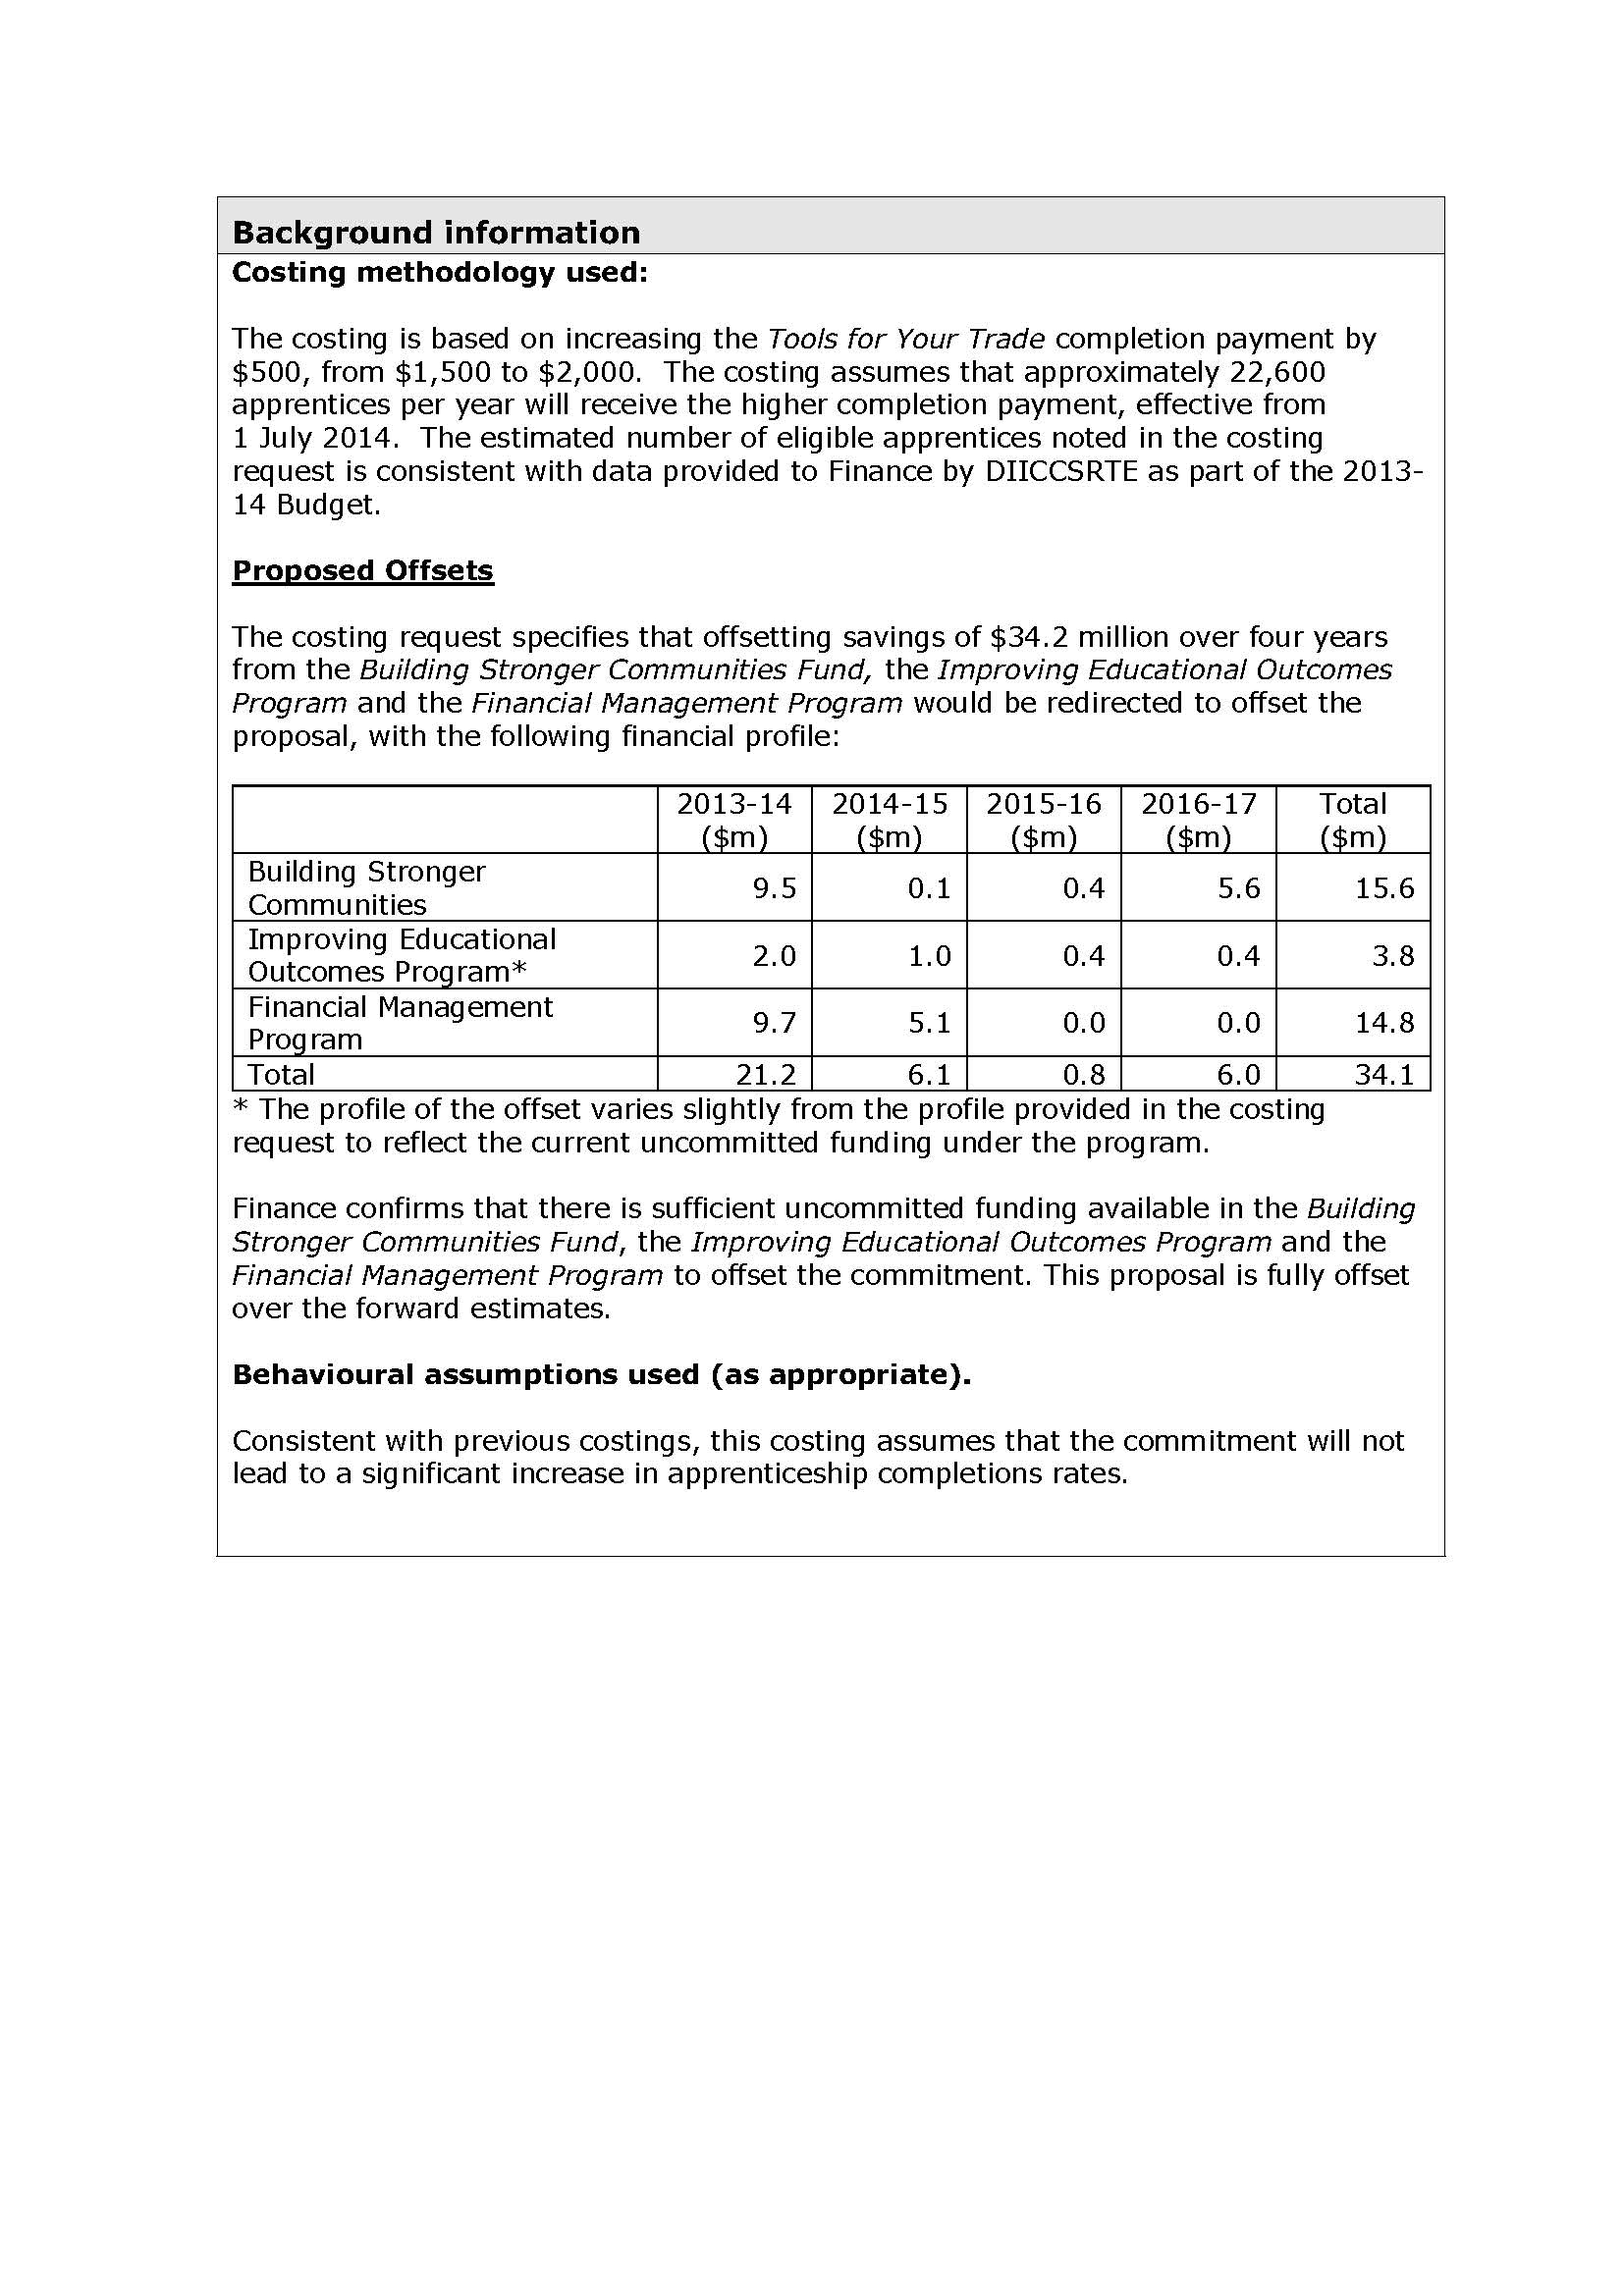 Background information
Costing methodology used:
The costing is based on increasing the Tools for Your Trade completion payment by
$500, from $1,500 to $2,000.  The costing assumes that approximately 22,600
apprentices per year will receive the higher completion payment, effective from
1 July 2014.  The estimated number of eligible apprentices noted in the costing
request is consistent with data provided to Finance by DIICCSRTE as part of the 2013-
14 Budget.
Proposed Offsets
The costing request specifies that offsetting savings of $34.2 million over four years
from the Building Stronger Communities Fund, the Improving Educational Outcomes
Program and the Financial Management Program would be redirected to offset the
proposal, with the following financial profile:
2013-14 2014-15 2015-16 2016-17 Total
($m) ($m) ($m) ($m) ($m)
Building Stronger
Communities 9.5 0.1 0.4 5.6 15.6
Improving Educational
Outcomes Program* 2.0 1.0 0.4 0.4 3.8
Financial Management
Program 9.7 5.1 0.0 0.0 14.8
Total 21.2 6.1 0.8 6.0 34.1
* The profile of the offset varies slightly from the profile provided in the costing
request to reflect the current uncommitted funding under the program.
Finance confirms that there is sufficient uncommitted funding available in the Building
Stronger Communities Fund, the Improving Educational Outcomes Program and the
Financial Management Program to offset the commitment. This proposal is fully offset
over the forward estimates.
Behavioural assumptions used (as appropriate).
Consistent with previous costings, this costing assumes that the commitment will not
lead to a significant increase in apprenticeship completions rates.